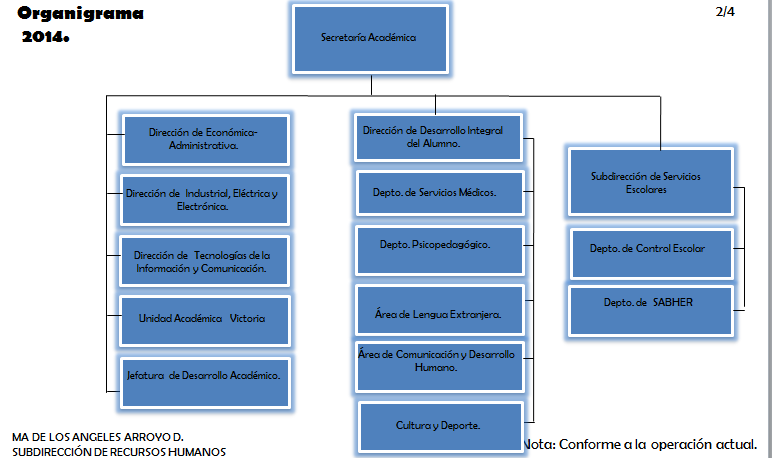 Organigrama
2014.
2/4
Secretaría Académica
Dirección de Económica-
Administrativa.
Dirección de Industrial, Eléctrica y
Electrónica.
Dirección de Tecnologías de la
Información y Comunicación.
Unidad Académica Victoria
Jefatura de Desarrollo Académico.
Dirección de Desarrollo Integral
del Alumno.
Depto. de Servicios Médicos.
Depto. Psicopedagógico.
Área de Lengua Extranjera.
Área de Comunicación y Desarrollo
Humano.
Cultura y Deporte.
Subdirección de Servicios
Escolares
Depto. de Control Escolar
Depto. de SABHER
MA DE LOS ANGELES ARROYO D.
SUBDIRECCIÓN DE RECURSOS HUMANOS
Nota: Conforme a la operación actual.